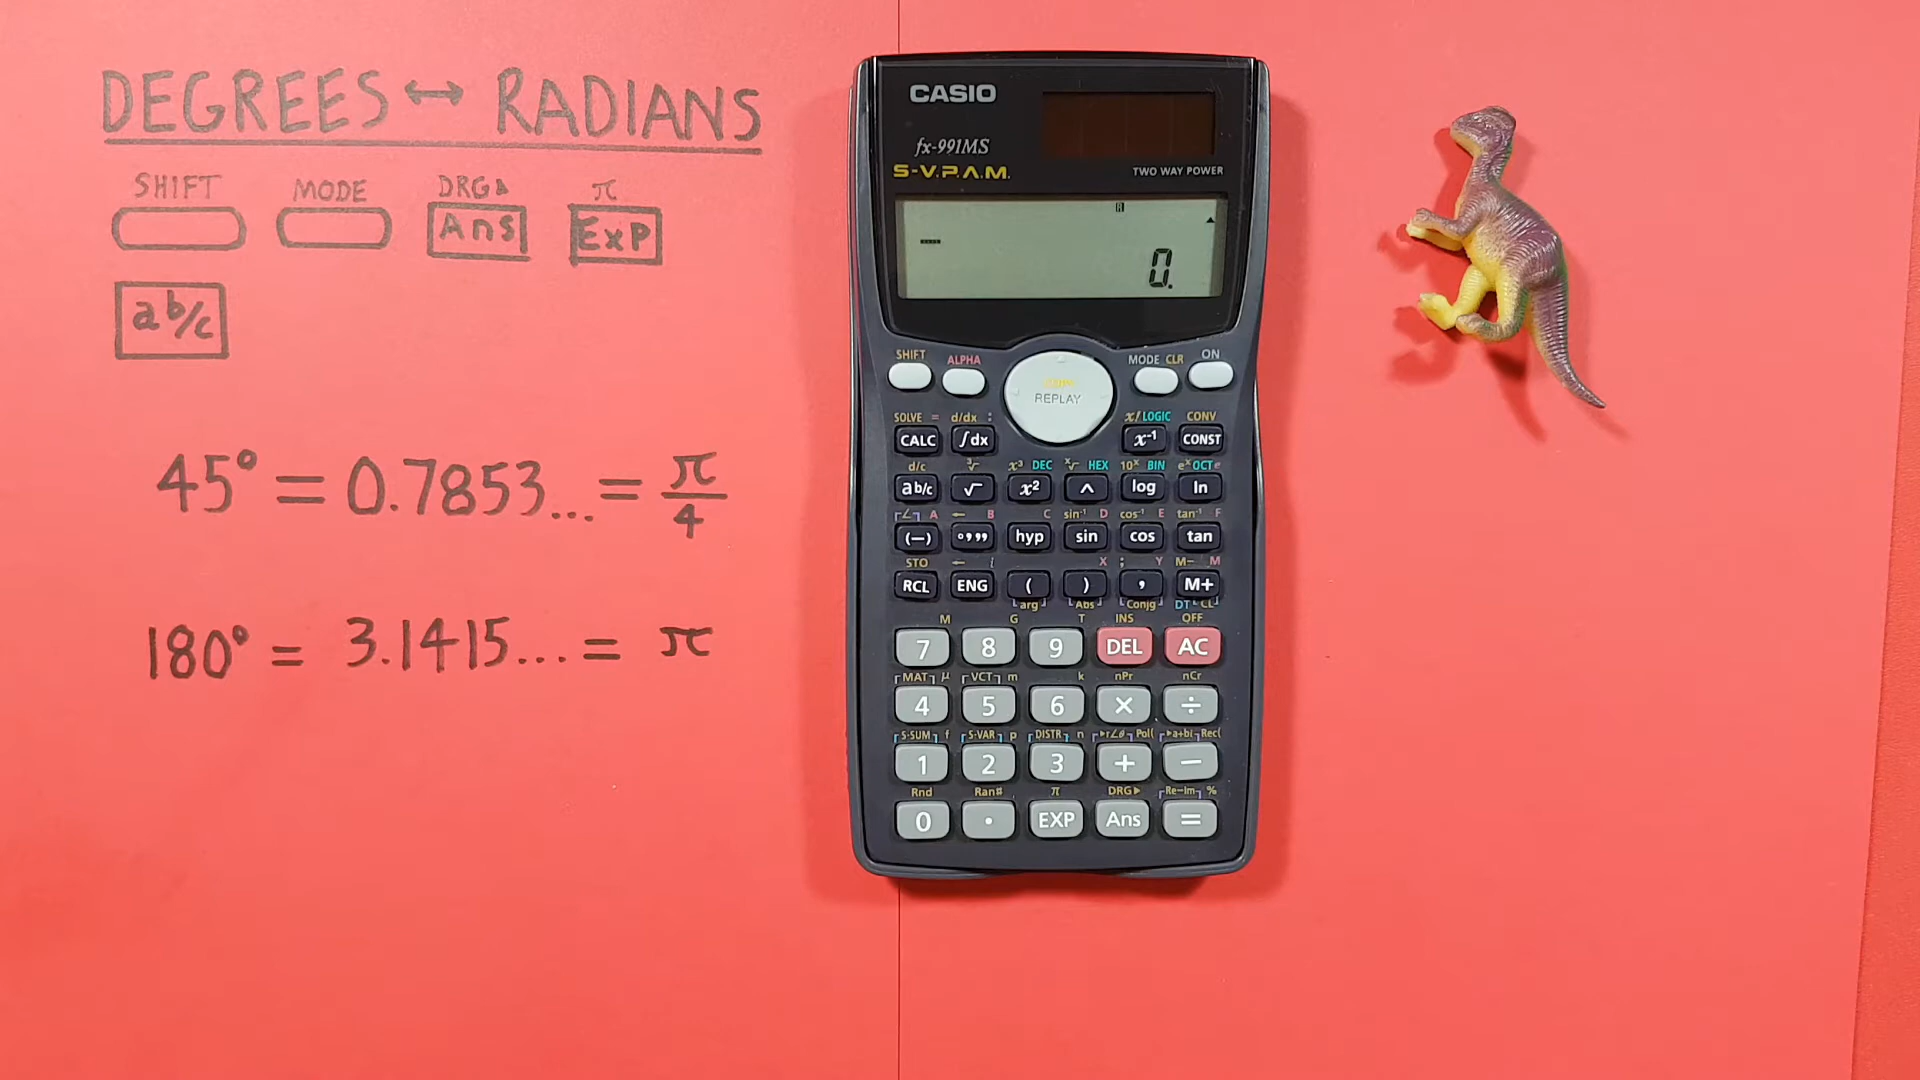 DEGREES ↔ RADIANS
SHIFT MODE DRG▶ π
Ans EXP
a b/c
45° = 0.7853... = π/4
180° = 3.1415... = π
CASIO
fx-991MS
S-V.P.A.M. TWO WAY POWER
R
0.
SHIFT ALPHA MODE CLR ON
REPLAY
SOLVE = d/dx : x! LOGIC CONV
CALC ∫dx x⁻¹ CONST
d/c ³√ x³ DEC ˣ√ HEX 10ˣ BIN eˣ OCT e
a b/c √ x² ^ log ln
∠ A ← B C sin⁻¹ D cos⁻¹ E tan⁻¹ F
(−) °'" hyp sin cos tan
STO ← i X ; Y M− M
RCL ENG ( ) , M+
arg Abs Conjg DT CL
M G T INS OFF
7 8 9 DEL AC
MAT μ VCT m k nPr nCr
4 5 6 × ÷
S-SUM f S-VAR p DISTR n ▶r∠θ Pol( ▶a+bi Rec(
1 2 3 + −
Rnd Ran# π DRG▶ Re−Im %
0 • EXP Ans =